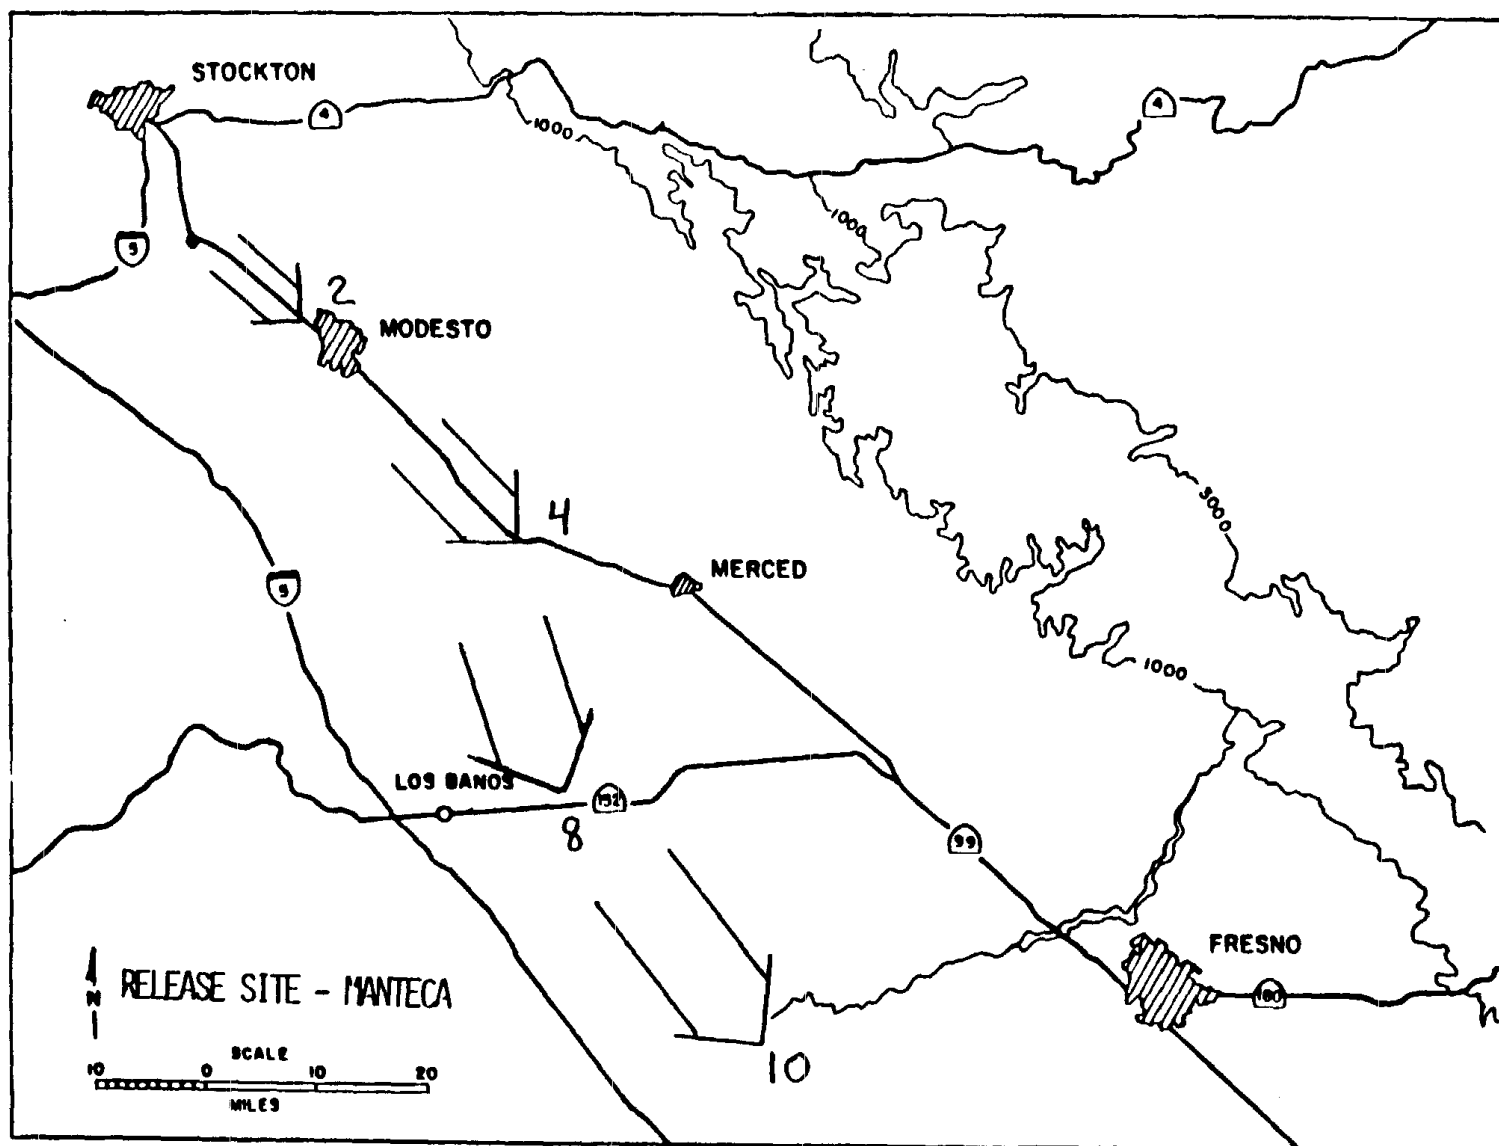 STOCKTON
4
4
1000
1000
5
2
MODESTO
3000
4
5
MERCED
1000
LOS BANOS
152
8
99
FRESNO
180
RELEASE SITE - MANTECA
N
10
SCALE
10 0 10 20
MILES